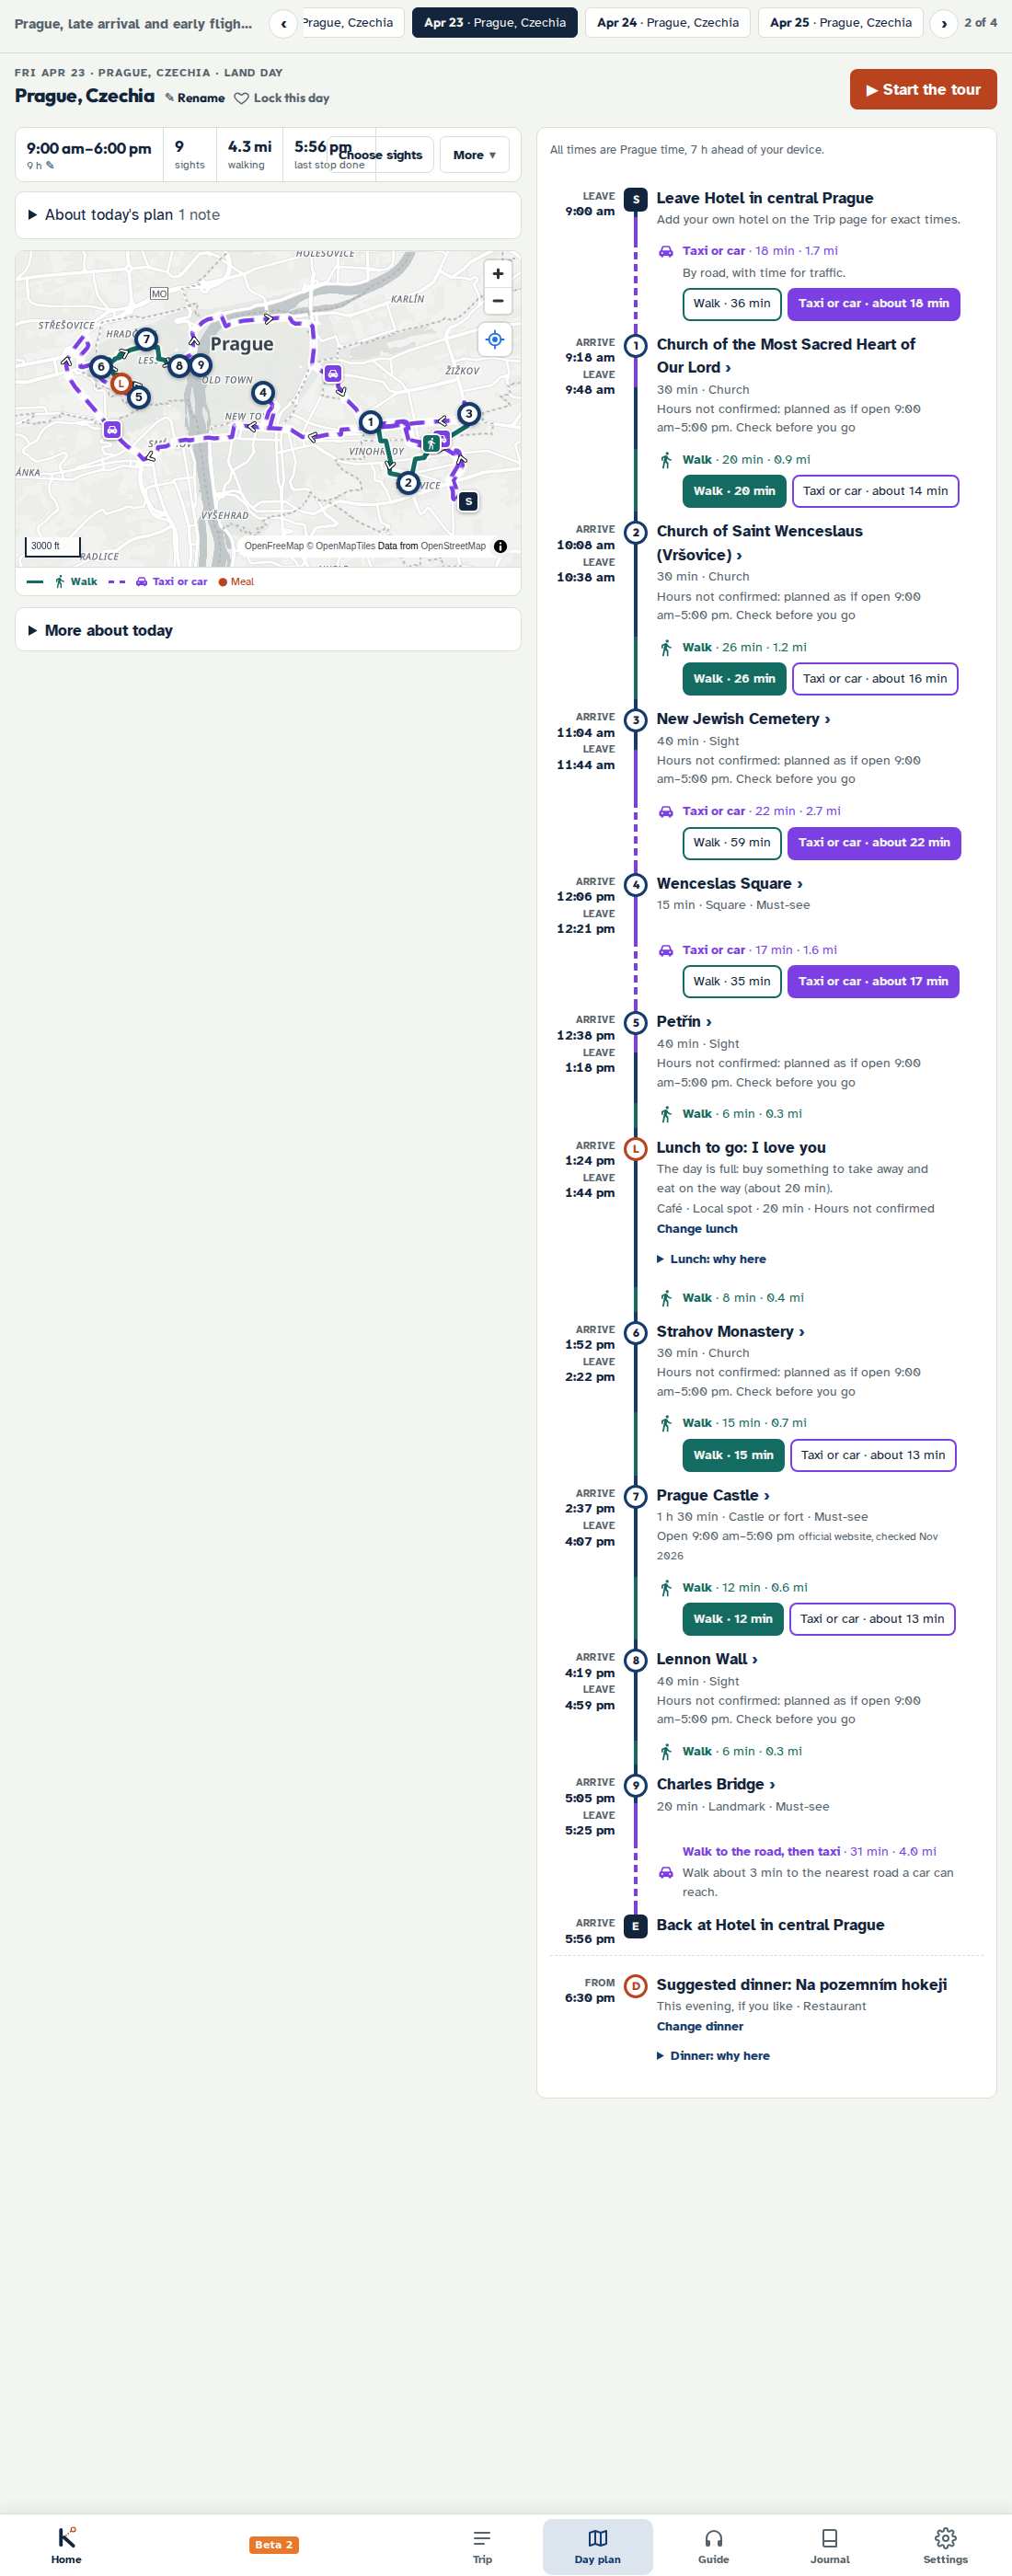 Prague, late arrival and early fligh...
‹
Prague, Czechia
Apr 23 · Prague, Czechia
Apr 24 · Prague, Czechia
Apr 25 · Prague, Czechia
›
2 of 4
FRI APR 23 · PRAGUE, CZECHIA · LAND DAY
Prague, Czechia ✎ Rename Lock this day
▶ Start the tour
9:00 am–6:00 pm
9 h ✎
9
sights
4.3 mi
walking
5:56 pm
last stop done
Choose sights
More ▾
▶ About today's plan 1 note
HOLEŠOVICE
MO
KARLÍN
STŘEŠOVICE
Prague
ŽIŽKOV
OLD TOWN
VINOHRADY
VYŠEHRAD
7
6
L
5
8
9
4
1
3
2
S
+
−
3000 ft
OpenFreeMap © OpenMapTiles Data from OpenStreetMap
Walk Taxi or car Meal
▶ More about today
All times are Prague time, 7 h ahead of your device.
LEAVE
9:00 am
S
Leave Hotel in central Prague
Add your own hotel on the Trip page for exact times.
Taxi or car · 18 min · 1.7 mi
By road, with time for traffic.
Walk · 36 min
Taxi or car · about 18 min
ARRIVE
9:18 am
LEAVE
9:48 am
1
Church of the Most Sacred Heart of
Our Lord ›
30 min · Church
Hours not confirmed: planned as if open 9:00
am–5:00 pm. Check before you go
Walk · 20 min · 0.9 mi
Walk · 20 min
Taxi or car · about 14 min
ARRIVE
10:08 am
LEAVE
10:38 am
2
Church of Saint Wenceslaus
(Vršovice) ›
30 min · Church
Hours not confirmed: planned as if open 9:00
am–5:00 pm. Check before you go
Walk · 26 min · 1.2 mi
Walk · 26 min
Taxi or car · about 16 min
ARRIVE
11:04 am
LEAVE
11:44 am
3
New Jewish Cemetery ›
40 min · Sight
Hours not confirmed: planned as if open 9:00
am–5:00 pm. Check before you go
Taxi or car · 22 min · 2.7 mi
Walk · 59 min
Taxi or car · about 22 min
ARRIVE
12:06 pm
LEAVE
12:21 pm
4
Wenceslas Square ›
15 min · Square · Must-see
Taxi or car · 17 min · 1.6 mi
Walk · 35 min
Taxi or car · about 17 min
ARRIVE
12:38 pm
LEAVE
1:18 pm
5
Petřín ›
40 min · Sight
Hours not confirmed: planned as if open 9:00
am–5:00 pm. Check before you go
Walk · 6 min · 0.3 mi
ARRIVE
1:24 pm
LEAVE
1:44 pm
L
Lunch to go: I love you
The day is full: buy something to take away and
eat on the way (about 20 min).
Café · Local spot · 20 min · Hours not confirmed
Change lunch
▶ Lunch: why here
Walk · 8 min · 0.4 mi
ARRIVE
1:52 pm
LEAVE
2:22 pm
6
Strahov Monastery ›
30 min · Church
Hours not confirmed: planned as if open 9:00
am–5:00 pm. Check before you go
Walk · 15 min · 0.7 mi
Walk · 15 min
Taxi or car · about 13 min
ARRIVE
2:37 pm
LEAVE
4:07 pm
7
Prague Castle ›
1 h 30 min · Castle or fort · Must-see
Open 9:00 am–5:00 pm official website, checked Nov
2026
Walk · 12 min · 0.6 mi
Walk · 12 min
Taxi or car · about 13 min
ARRIVE
4:19 pm
LEAVE
4:59 pm
8
Lennon Wall ›
40 min · Sight
Hours not confirmed: planned as if open 9:00
am–5:00 pm. Check before you go
Walk · 6 min · 0.3 mi
ARRIVE
5:05 pm
LEAVE
5:25 pm
9
Charles Bridge ›
20 min · Landmark · Must-see
Walk to the road, then taxi · 31 min · 4.0 mi
Walk about 3 min to the nearest road a car can
reach.
ARRIVE
5:56 pm
E
Back at Hotel in central Prague
FROM
6:30 pm
D
Suggested dinner: Na pozemním hokeji
This evening, if you like · Restaurant
Change dinner
▶ Dinner: why here
Home
Beta 2
Trip
Day plan
Guide
Journal
Settings